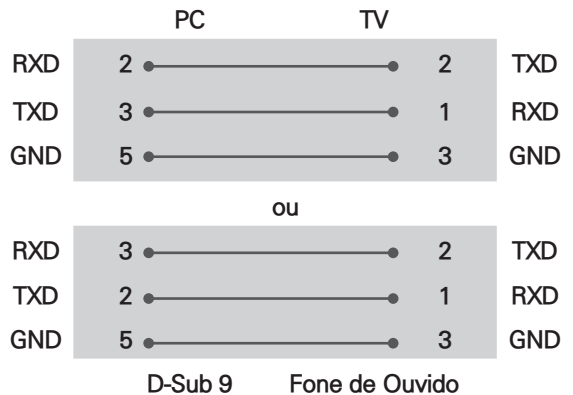 PC TV
RXD 2 2 TXD
TXD 3 1 RXD
GND 5 3 GND
ou
RXD 3 2 TXD
TXD 2 1 RXD
GND 5 3 GND
D-Sub 9 Fone de Ouvido